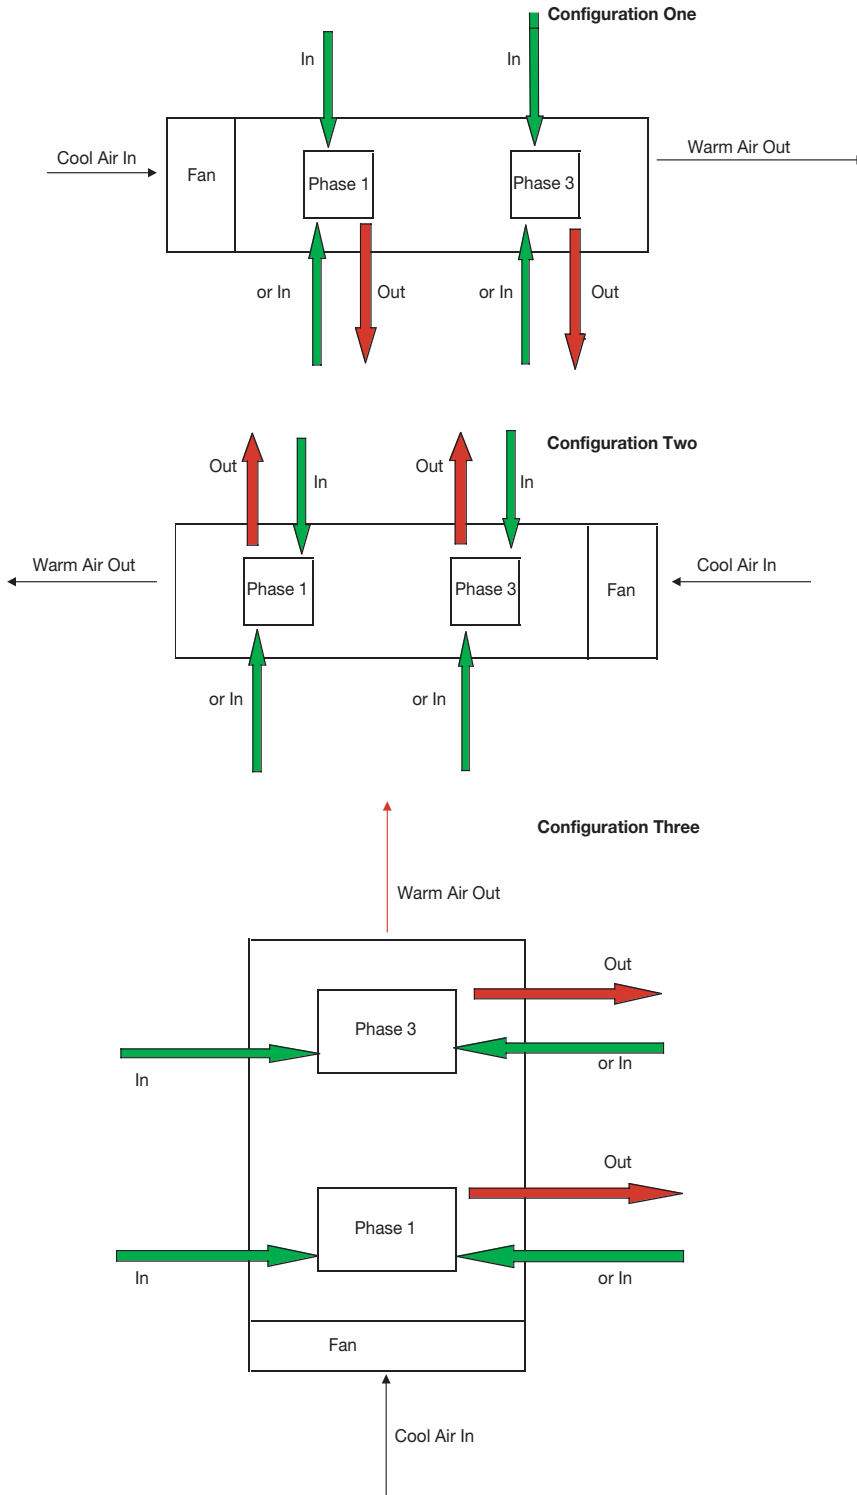 Configuration One
In
In
Cool Air In
Fan
Phase 1
Phase 3
Warm Air Out
or In
Out
or In
Out
Configuration Two
Out
In
Out
In
Warm Air Out
Phase 1
Phase 3
Fan
Cool Air In
or In
or In
Configuration Three
Warm Air Out
Out
Phase 3
In
or In
Out
Phase 1
In
or In
Fan
Cool Air In